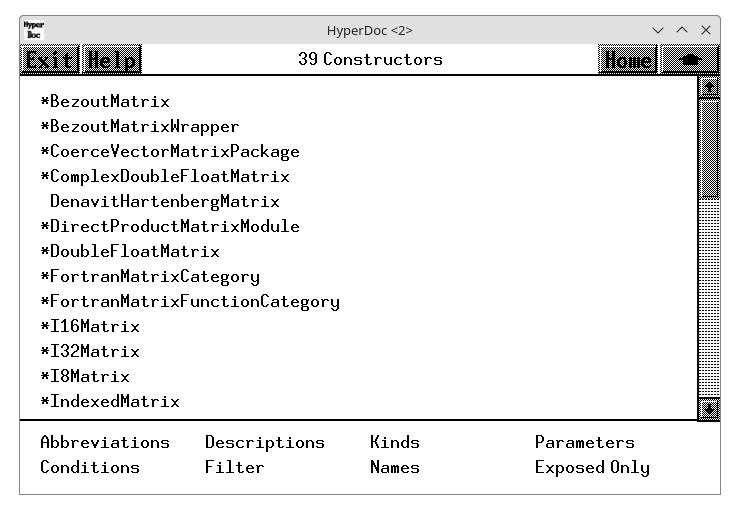 Hyper Doc HyperDoc <2>
Exit Help 39 Constructors Home
*BezoutMatrix
*BezoutMatrixWrapper
*CoerceVectorMatrixPackage
*ComplexDoubleFloatMatrix
DenavitHartenbergMatrix
*DirectProductMatrixModule
*DoubleFloatMatrix
*FortranMatrixCategory
*FortranMatrixFunctionCategory
*I16Matrix
*I32Matrix
*I8Matrix
*IndexedMatrix
Abbreviations Descriptions Kinds Parameters
Conditions Filter Names Exposed Only